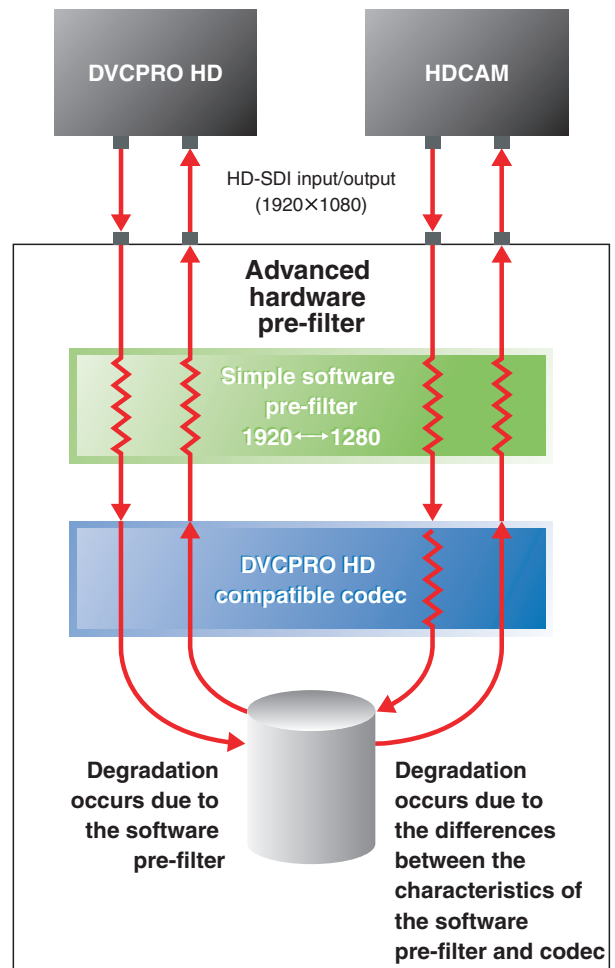 DVCPRO HD
HDCAM
HD-SDI input/output
(1920×1080)
Advanced
hardware
pre-filter
Simple software
pre-filter
1920⟷1280
DVCPRO HD
compatible codec
Degradation
occurs due to
the software
pre-filter
Degradation
occurs due to
the differences
between the
characteristics of
the software
pre-filter and codec